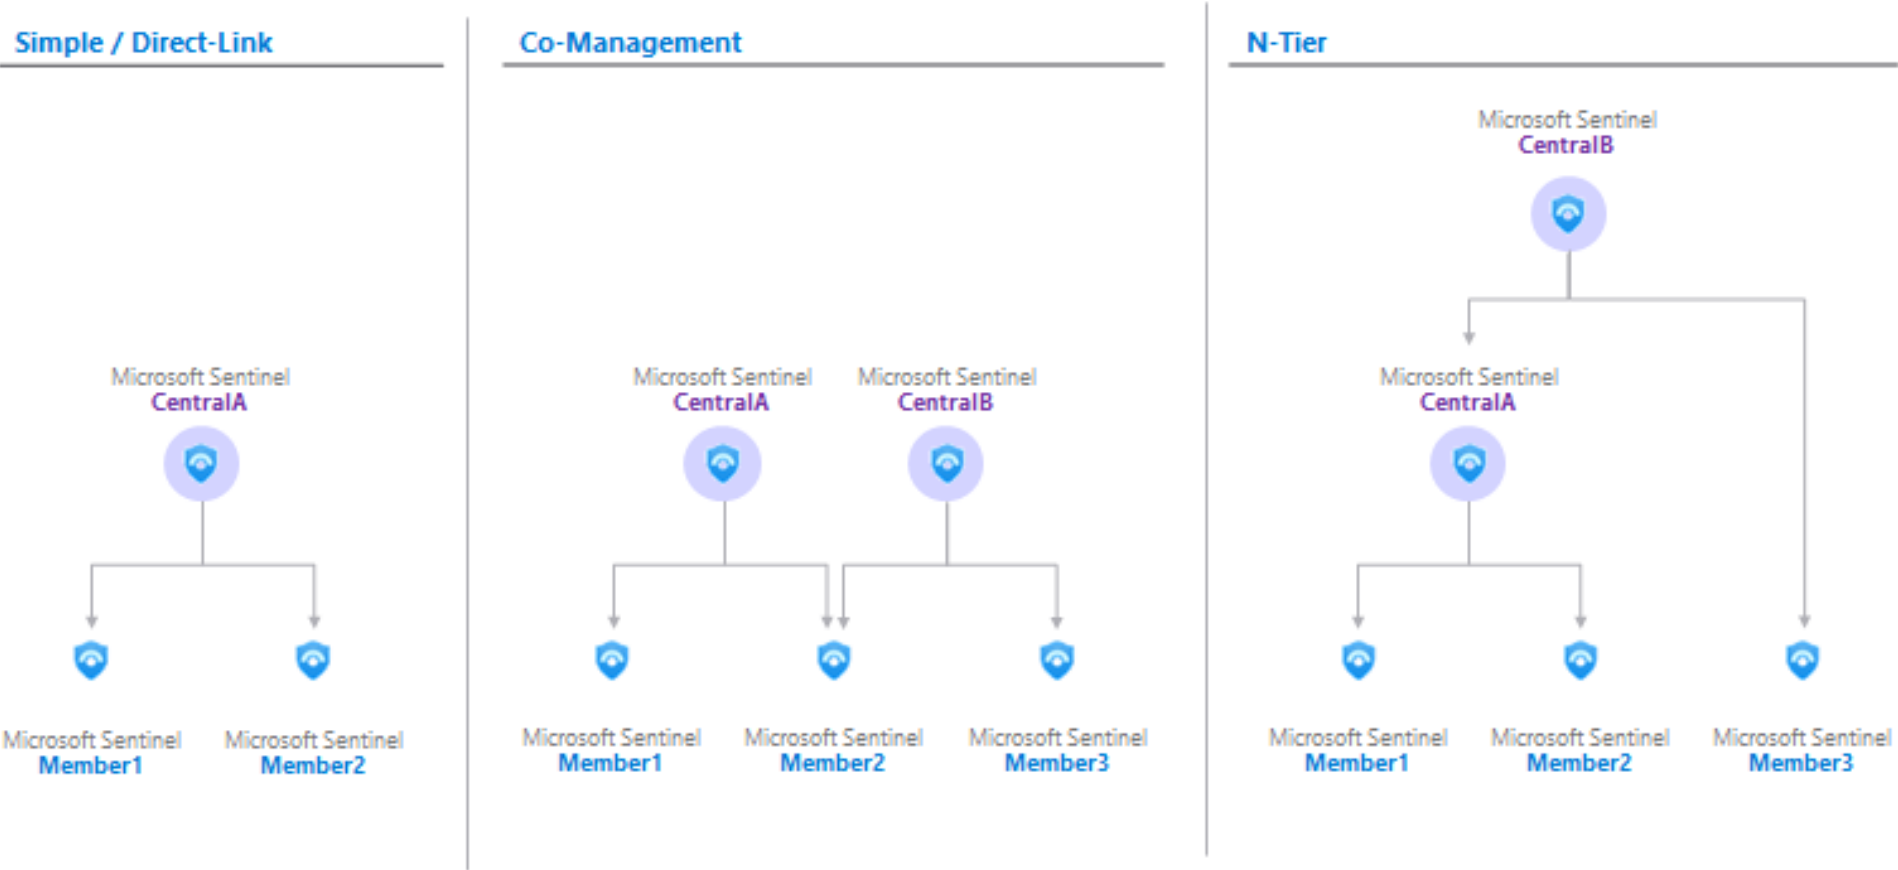 Simple / Direct-Link
Microsoft Sentinel
CentralA
Microsoft Sentinel
Member1
Microsoft Sentinel
Member2
Co-Management
Microsoft Sentinel
CentralA
Microsoft Sentinel
CentralB
Microsoft Sentinel
Member1
Microsoft Sentinel
Member2
Microsoft Sentinel
Member3
N-Tier
Microsoft Sentinel
CentralB
Microsoft Sentinel
CentralA
Microsoft Sentinel
Member1
Microsoft Sentinel
Member2
Microsoft Sentinel
Member3